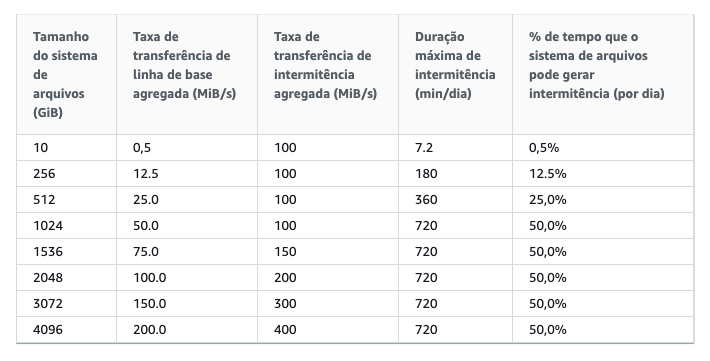 Tamanho do sistema de arquivos (GiB) Taxa de transferência de linha de base agregada (MiB/s) Taxa de transferência de intermitência agregada (MiB/s) Duração máxima de intermitência (min/dia) % de tempo que o sistema de arquivos pode gerar intermitência (por dia)
10 0,5 100 7.2 0,5%
256 12.5 100 180 12.5%
512 25.0 100 360 25,0%
1024 50.0 100 720 50,0%
1536 75.0 150 720 50,0%
2048 100.0 200 720 50,0%
3072 150.0 300 720 50,0%
4096 200.0 400 720 50,0%